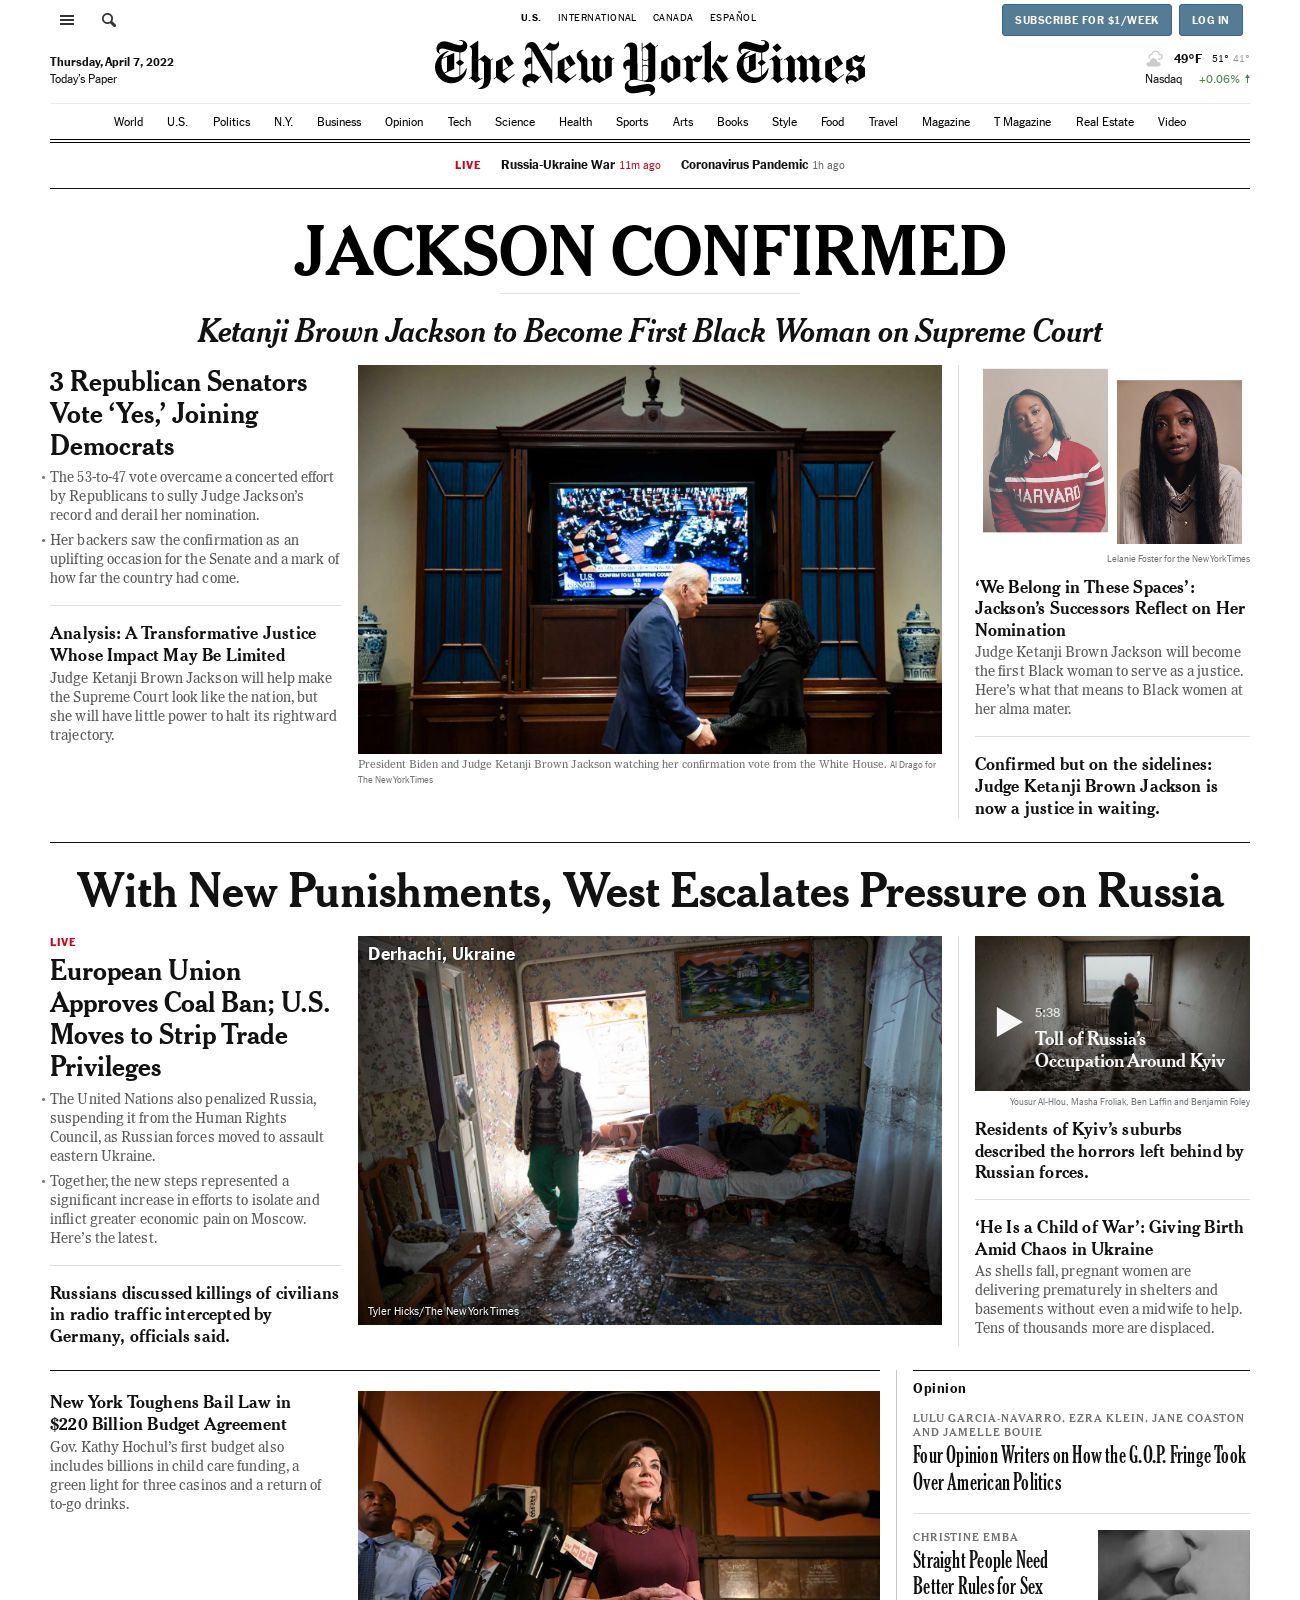 U.S. INTERNATIONAL CANADA ESPAÑOL
SUBSCRIBE FOR $1/WEEK LOG IN
Thursday, April 7, 2022
Today's Paper
The New York Times
49°F 51° 41°
Nasdaq +0.06% ↑
World U.S. Politics N.Y. Business Opinion Tech Science Health Sports Arts Books Style Food Travel Magazine T Magazine Real Estate Video
LIVE Russia-Ukraine War 11m ago Coronavirus Pandemic 1h ago
JACKSON CONFIRMED
Ketanji Brown Jackson to Become First Black Woman on Supreme Court
3 Republican Senators
Vote ‘Yes,’ Joining
Democrats
• The 53-to-47 vote overcame a concerted effort
by Republicans to sully Judge Jackson’s
record and derail her nomination.
• Her backers saw the confirmation as an
uplifting occasion for the Senate and a mark of
how far the country had come.
Analysis: A Transformative Justice
Whose Impact May Be Limited
Judge Ketanji Brown Jackson will help make
the Supreme Court look like the nation, but
she will have little power to halt its rightward
trajectory.
U.S.
SENATE
CONFIRM TO U.S. SUPREME COURT
YES
53
C-SPAN2
President Biden and Judge Ketanji Brown Jackson watching her confirmation vote from the White House. Al Drago for
The New York Times
HARVARD
Lelanie Foster for the New York Times
‘We Belong in These Spaces’:
Jackson’s Successors Reflect on Her
Nomination
Judge Ketanji Brown Jackson will become
the first Black woman to serve as a justice.
Here’s what that means to Black women at
her alma mater.
Confirmed but on the sidelines:
Judge Ketanji Brown Jackson is
now a justice in waiting.
With New Punishments, West Escalates Pressure on Russia
LIVE
European Union
Approves Coal Ban; U.S.
Moves to Strip Trade
Privileges
• The United Nations also penalized Russia,
suspending it from the Human Rights
Council, as Russian forces moved to assault
eastern Ukraine.
• Together, the new steps represented a
significant increase in efforts to isolate and
inflict greater economic pain on Moscow.
Here’s the latest.
Russians discussed killings of civilians
in radio traffic intercepted by
Germany, officials said.
Derhachi, Ukraine
Tyler Hicks/The New York Times
5:38
Toll of Russia’s
Occupation Around Kyiv
Yousur Al-Hlou, Masha Froliak, Ben Laffin and Benjamin Foley
Residents of Kyiv’s suburbs
described the horrors left behind by
Russian forces.
‘He Is a Child of War’: Giving Birth
Amid Chaos in Ukraine
As shells fall, pregnant women are
delivering prematurely in shelters and
basements without even a midwife to help.
Tens of thousands more are displaced.
New York Toughens Bail Law in
$220 Billion Budget Agreement
Gov. Kathy Hochul’s first budget also
includes billions in child care funding, a
green light for three casinos and a return of
to-go drinks.
Opinion
LULU GARCIA-NAVARRO, EZRA KLEIN, JANE COASTON
AND JAMELLE BOUIE
Four Opinion Writers on How the G.O.P. Fringe Took
Over American Politics
CHRISTINE EMBA
Straight People Need
Better Rules for Sex